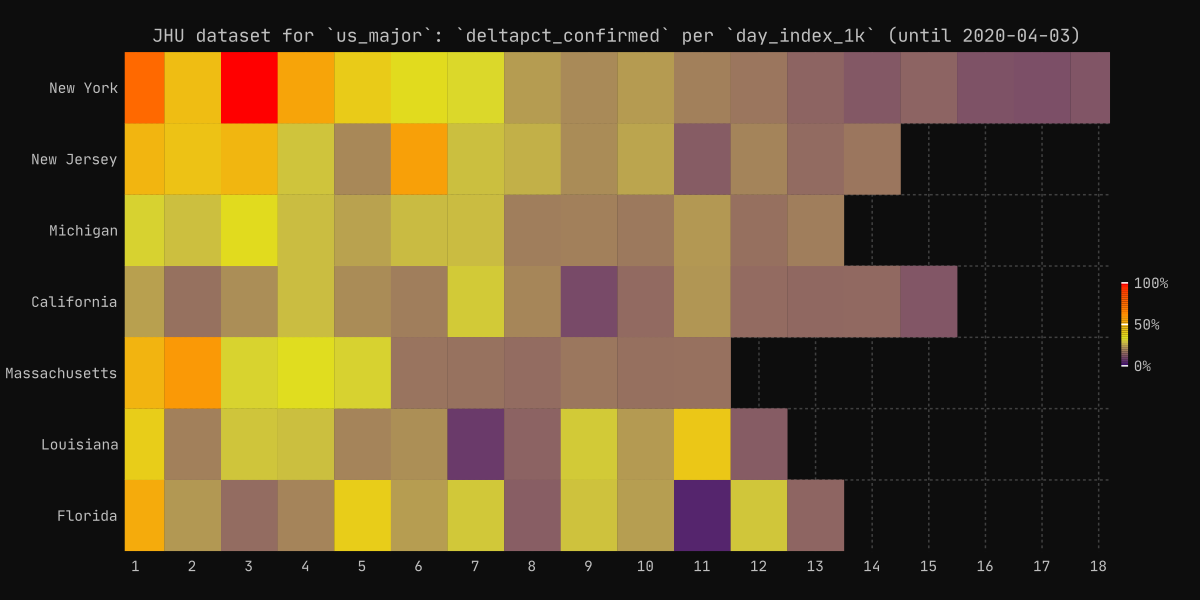 JHU dataset for `us_major`: `deltapct_confirmed` per `day_index_1k` (until 2020-04-03)
New York
New Jersey
Michigan
California
Massachusetts
Louisiana
Florida
100%
50%
0%
1 2 3 4 5 6 7 8 9 10 11 12 13 14 15 16 17 18